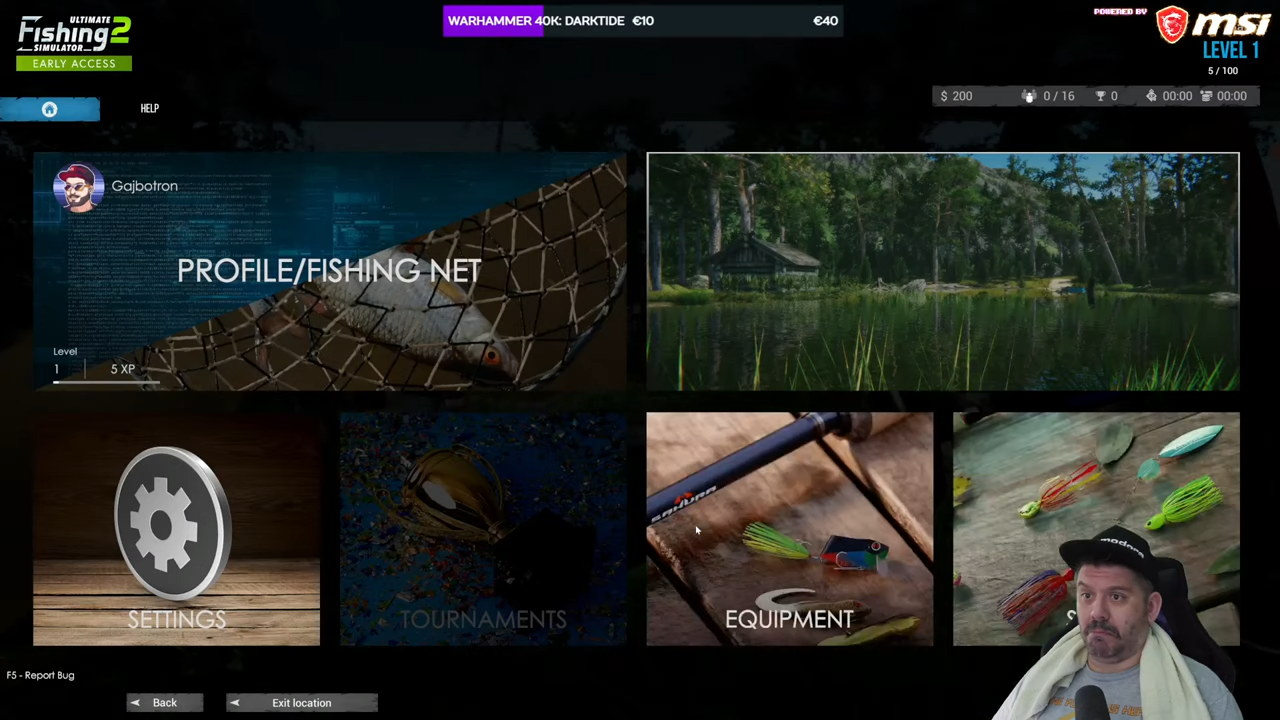 ULTIMATE
Fishing 2
SIMULATOR
EARLY ACCESS
WARHAMMER 40K: DARKTIDE €10
€40
POWERED BY
msi
LEVEL 1
5 / 100
HELP
$ 200
0 / 16
0
00:00
00:00
Gajbotron
PROFILE/FISHING NET
Level
1
5 XP
SAKURA
SETTINGS
TOURNAMENTS
EQUIPMENT
F5 - Report Bug
Back
Exit location